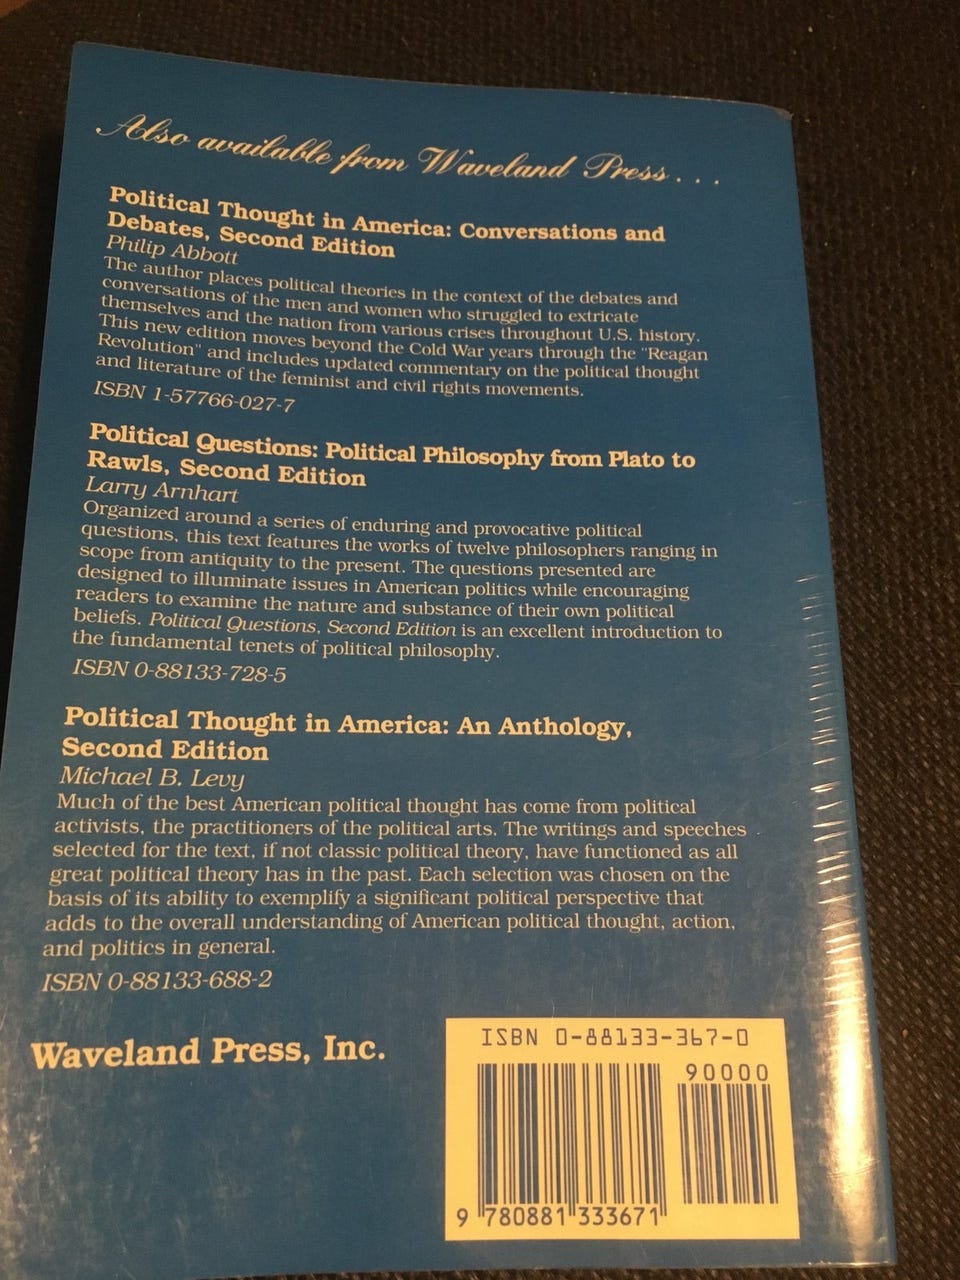 Also available from Waveland Press . . .
Political Thought in America: Conversations and
Debates, Second Edition
Philip Abbott
The author places political theories in the context of the debates and
conversations of the men and women who struggled to extricate
themselves and the nation from various crises throughout U.S. history.
This new edition moves beyond the Cold War years through the "Reagan
Revolution" and includes updated commentary on the political thought
and literature of the feminist and civil rights movements.
ISBN 1-57766-027-7
Political Questions: Political Philosophy from Plato to
Rawls, Second Edition
Larry Arnhart
Organized around a series of enduring and provocative political
questions, this text features the works of twelve philosophers ranging in
scope from antiquity to the present. The questions presented are
designed to illuminate issues in American politics while encouraging
readers to examine the nature and substance of their own political
beliefs. Political Questions, Second Edition is an excellent introduction to
the fundamental tenets of political philosophy.
ISBN 0-88133-728-5
Political Thought in America: An Anthology,
Second Edition
Michael B. Levy
Much of the best American political thought has come from political
activists, the practitioners of the political arts. The writings and speeches
selected for the text, if not classic political theory, have functioned as all
great political theory has in the past. Each selection was chosen on the
basis of its ability to exemplify a significant political perspective that
adds to the overall understanding of American political thought, action,
and politics in general.
ISBN 0-88133-688-2
Waveland Press, Inc.
ISBN 0-88133-367-0
90000
9 780881 333671